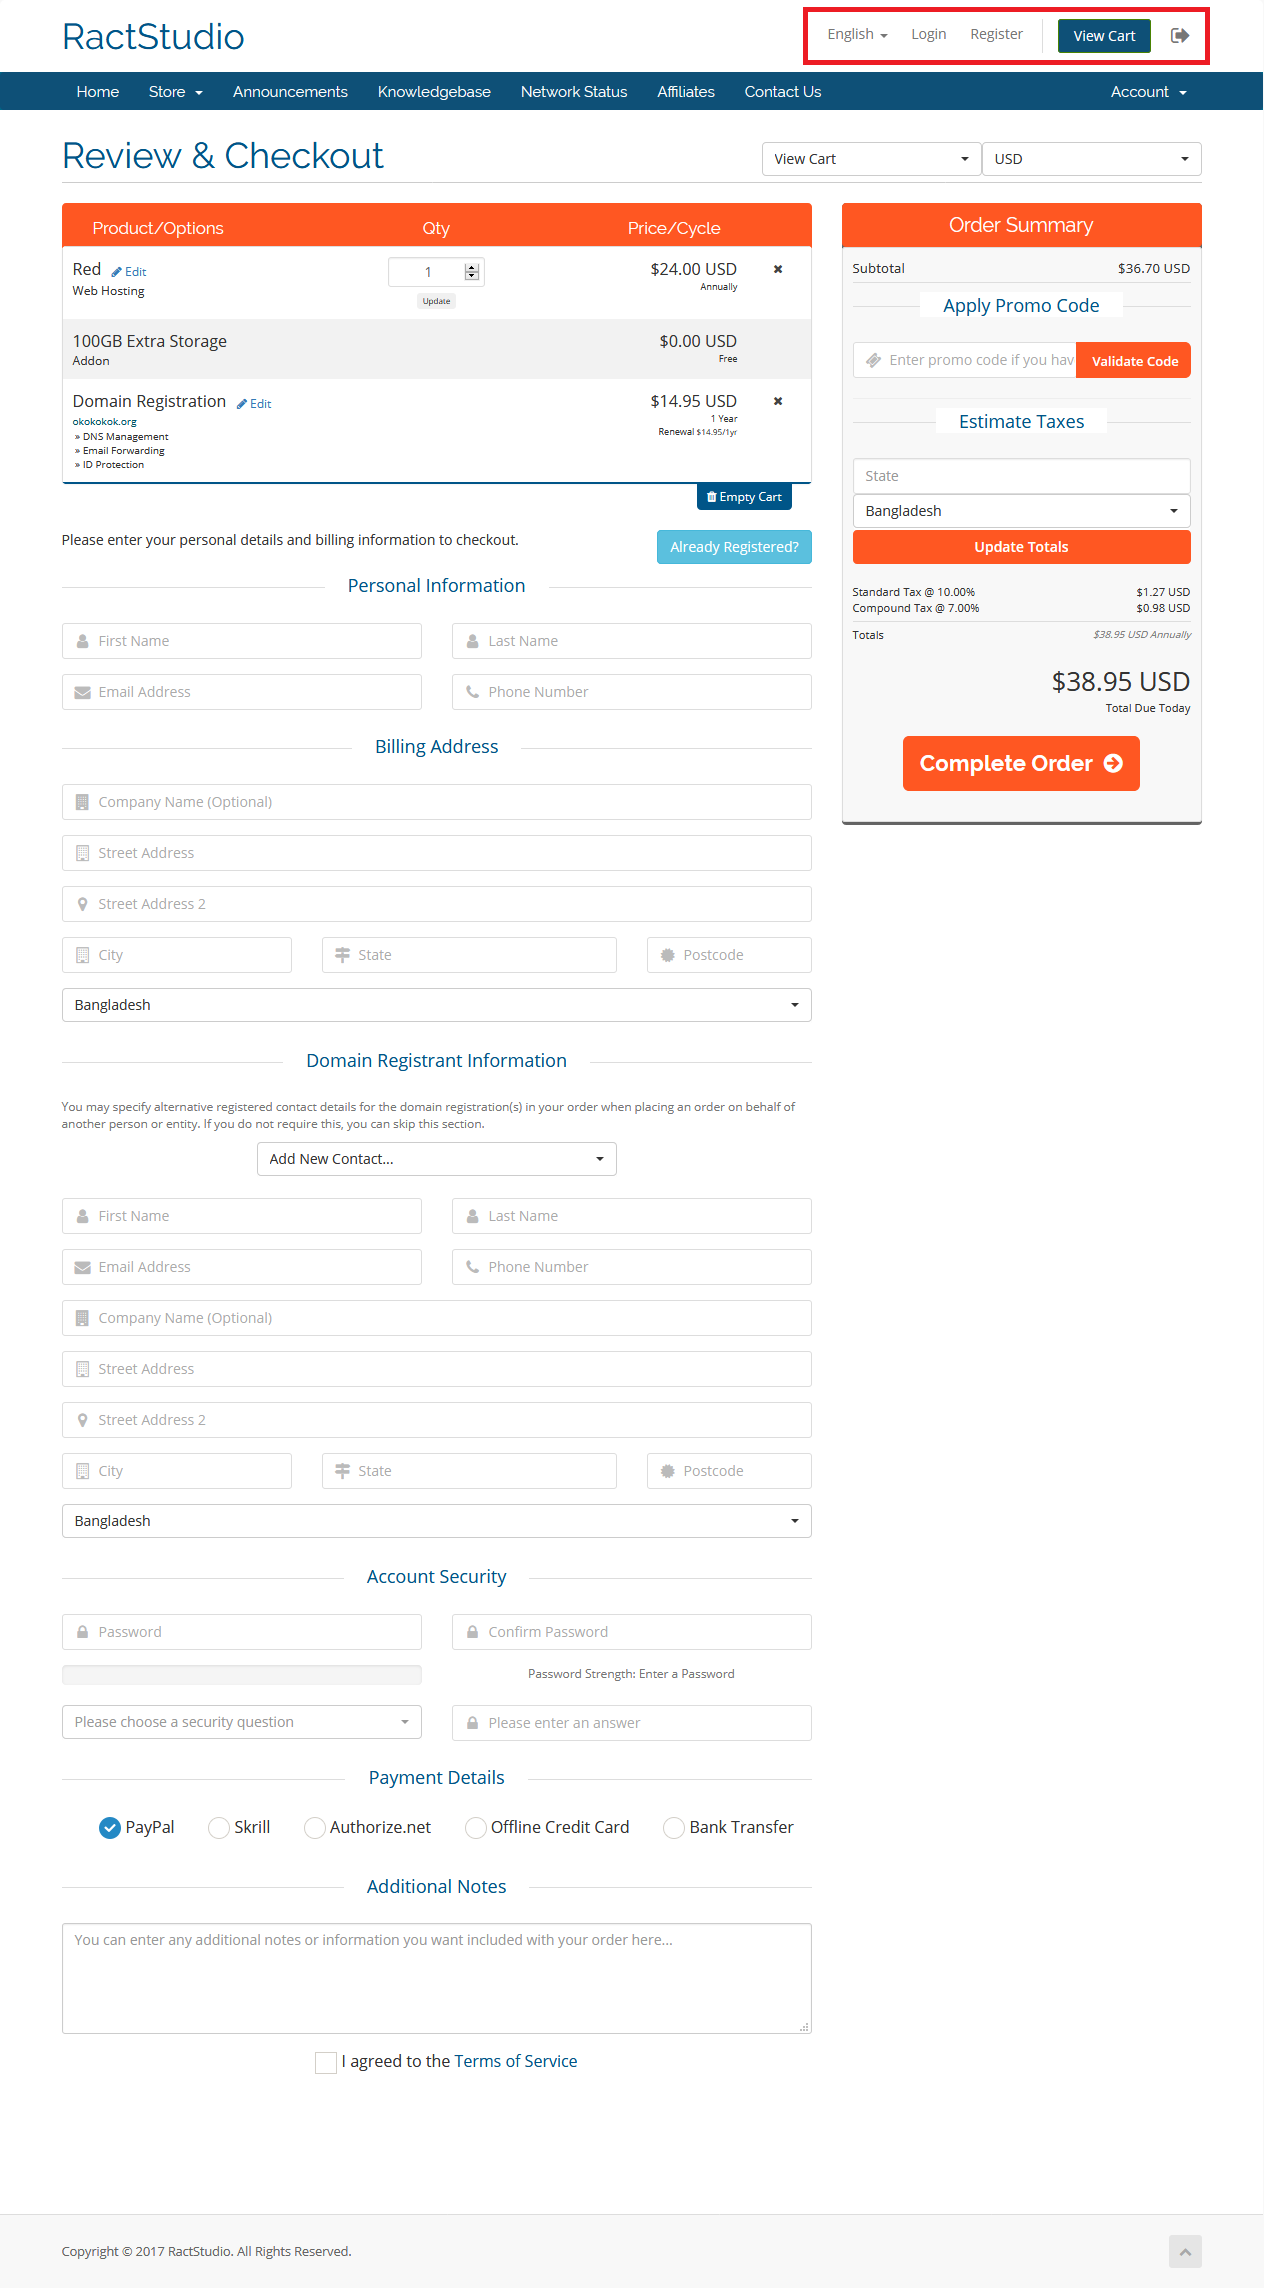 RactStudio
English Login Register View Cart
Home Store Announcements Knowledgebase Network Status Affiliates Contact Us Account
Review & Checkout
View Cart USD
Product/Options Qty Price/Cycle
Red Edit 1 $24.00 USD
Web Hosting Update Annually
100GB Extra Storage $0.00 USD
Addon Free
Domain Registration Edit $14.95 USD
okokokok.org 1 Year
» DNS Management Renewal $14.95/1yr
» Email Forwarding
» ID Protection
Empty Cart
Order Summary
Subtotal $36.70 USD
Apply Promo Code
Enter promo code if you hav Validate Code
Estimate Taxes
State
Bangladesh
Update Totals
Standard Tax @ 10.00% $1.27 USD
Compound Tax @ 7.00% $0.98 USD
Totals $38.95 USD Annually
$38.95 USD
Total Due Today
Complete Order
Please enter your personal details and billing information to checkout. Already Registered?
Personal Information
First Name Last Name
Email Address Phone Number
Billing Address
Company Name (Optional)
Street Address
Street Address 2
City State Postcode
Bangladesh
Domain Registrant Information
You may specify alternative registered contact details for the domain registration(s) in your order when placing an order on behalf of
another person or entity. If you do not require this, you can skip this section.
Add New Contact...
First Name Last Name
Email Address Phone Number
Company Name (Optional)
Street Address
Street Address 2
City State Postcode
Bangladesh
Account Security
Password Confirm Password
Password Strength: Enter a Password
Please choose a security question Please enter an answer
Payment Details
PayPal Skrill Authorize.net Offline Credit Card Bank Transfer
Additional Notes
You can enter any additional notes or information you want included with your order here...
I agreed to the Terms of Service
Copyright © 2017 RactStudio. All Rights Reserved.